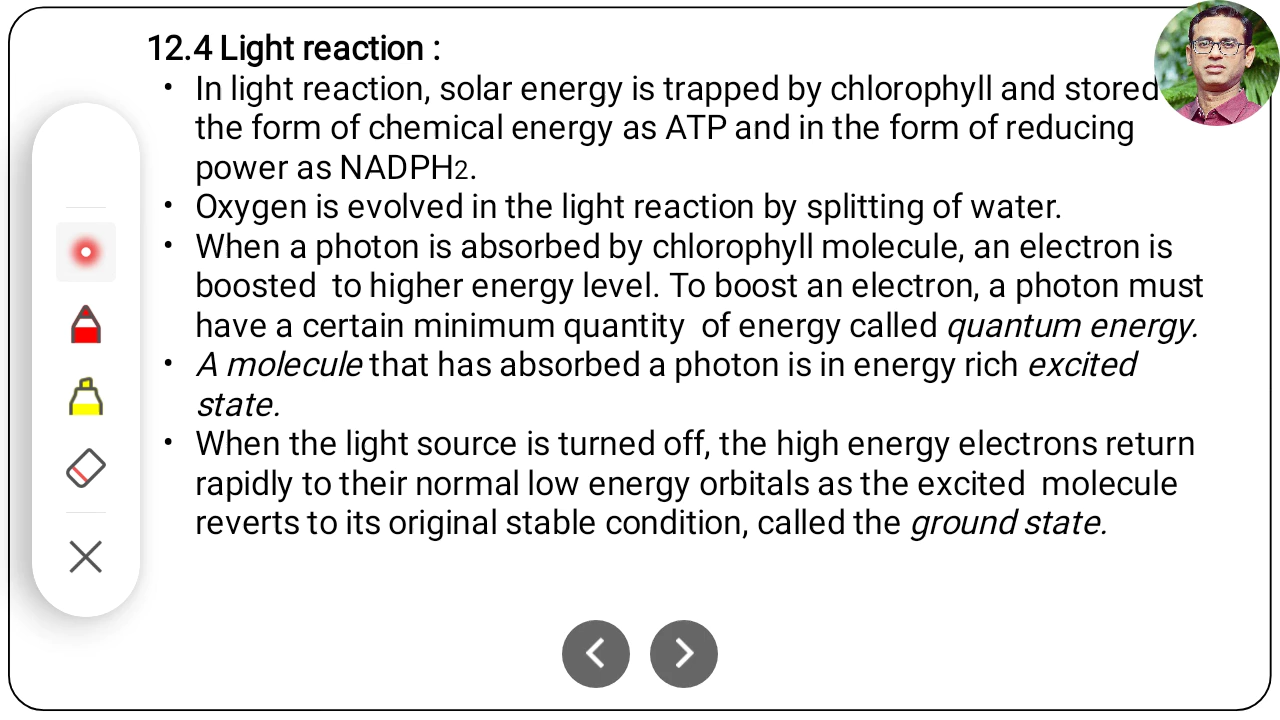 12.4 Light reaction :
• In light reaction, solar energy is trapped by chlorophyll and stored
the form of chemical energy as ATP and in the form of reducing
power as NADPH2.
• Oxygen is evolved in the light reaction by splitting of water.
• When a photon is absorbed by chlorophyll molecule, an electron is
boosted  to higher energy level. To boost an electron, a photon must
have a certain minimum quantity  of energy called quantum energy.
• A molecule that has absorbed a photon is in energy rich excited
state.
• When the light source is turned off, the high energy electrons return
rapidly to their normal low energy orbitals as the excited  molecule
reverts to its original stable condition, called the ground state.